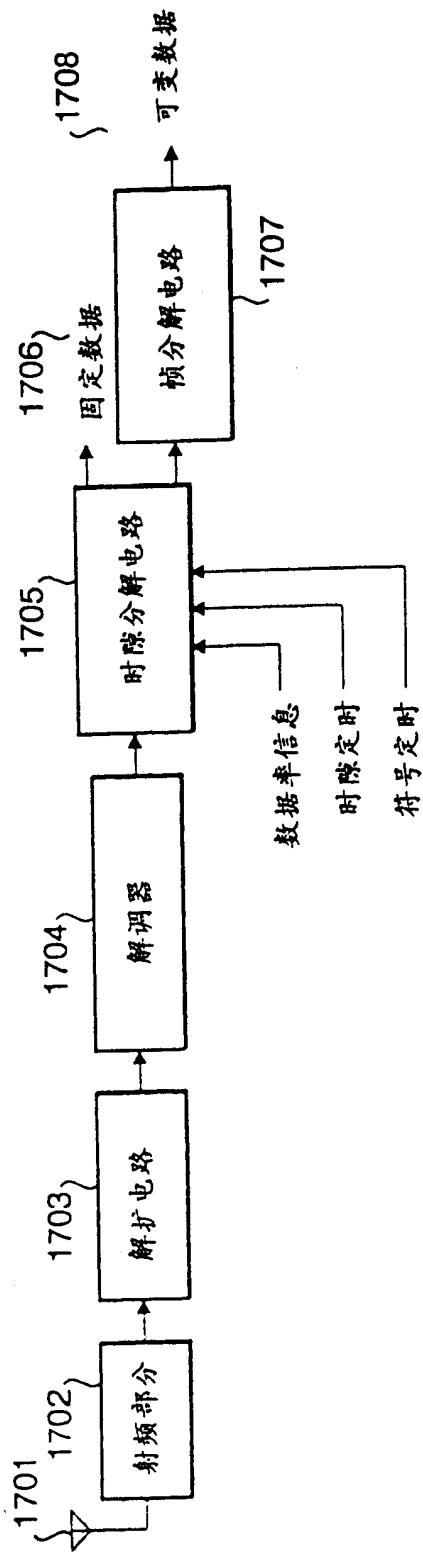 1701
1702
射频部分
1703
解扩电路
1704
解调器
1705
时隙分解电路
1706
固定数据
1707
帧分解电路
1708
可变数据
数据率信息
时隙定时
符号定时